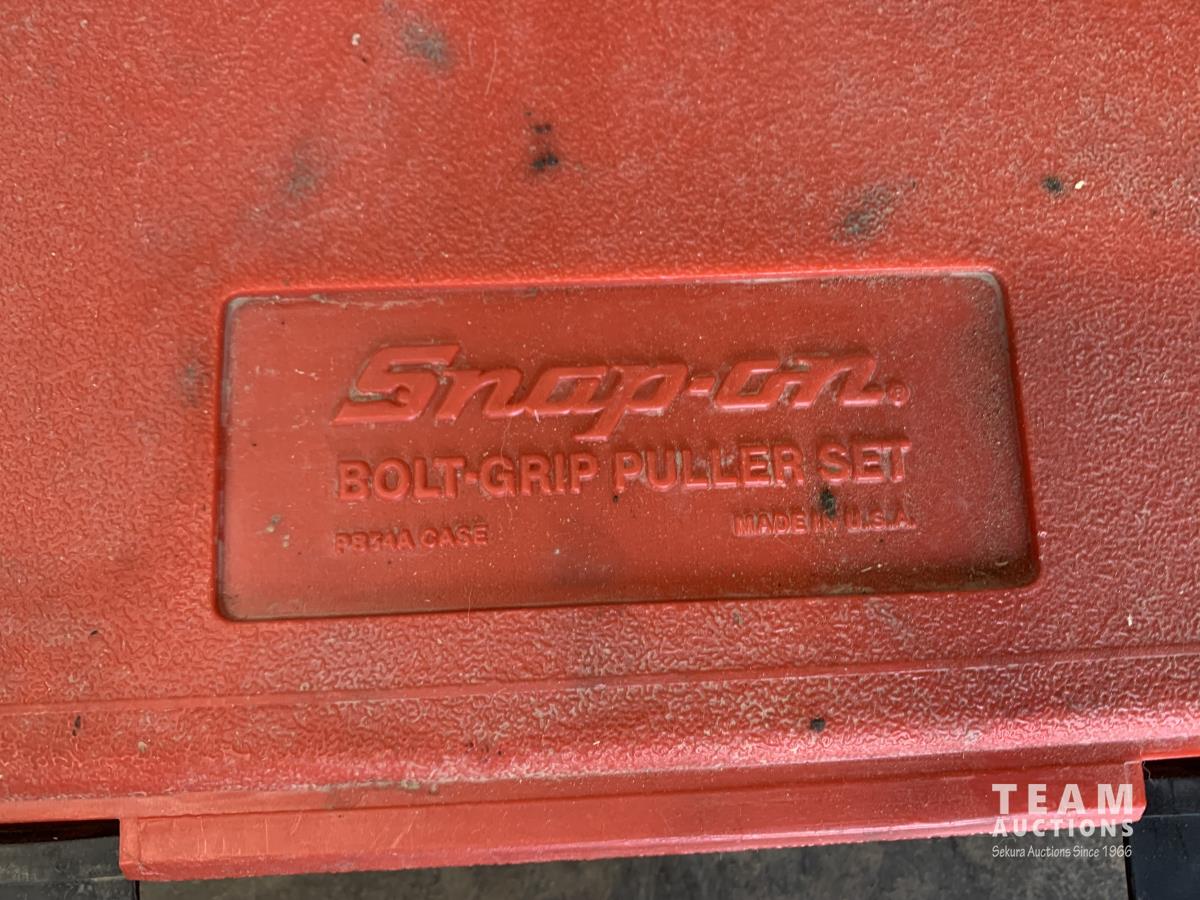 Snap-on®
BOLT-GRIP PULLER SET
CASE MADE IN U.S.A.
TEAM
AUCTIONS
Sekura Auctions Since 1966